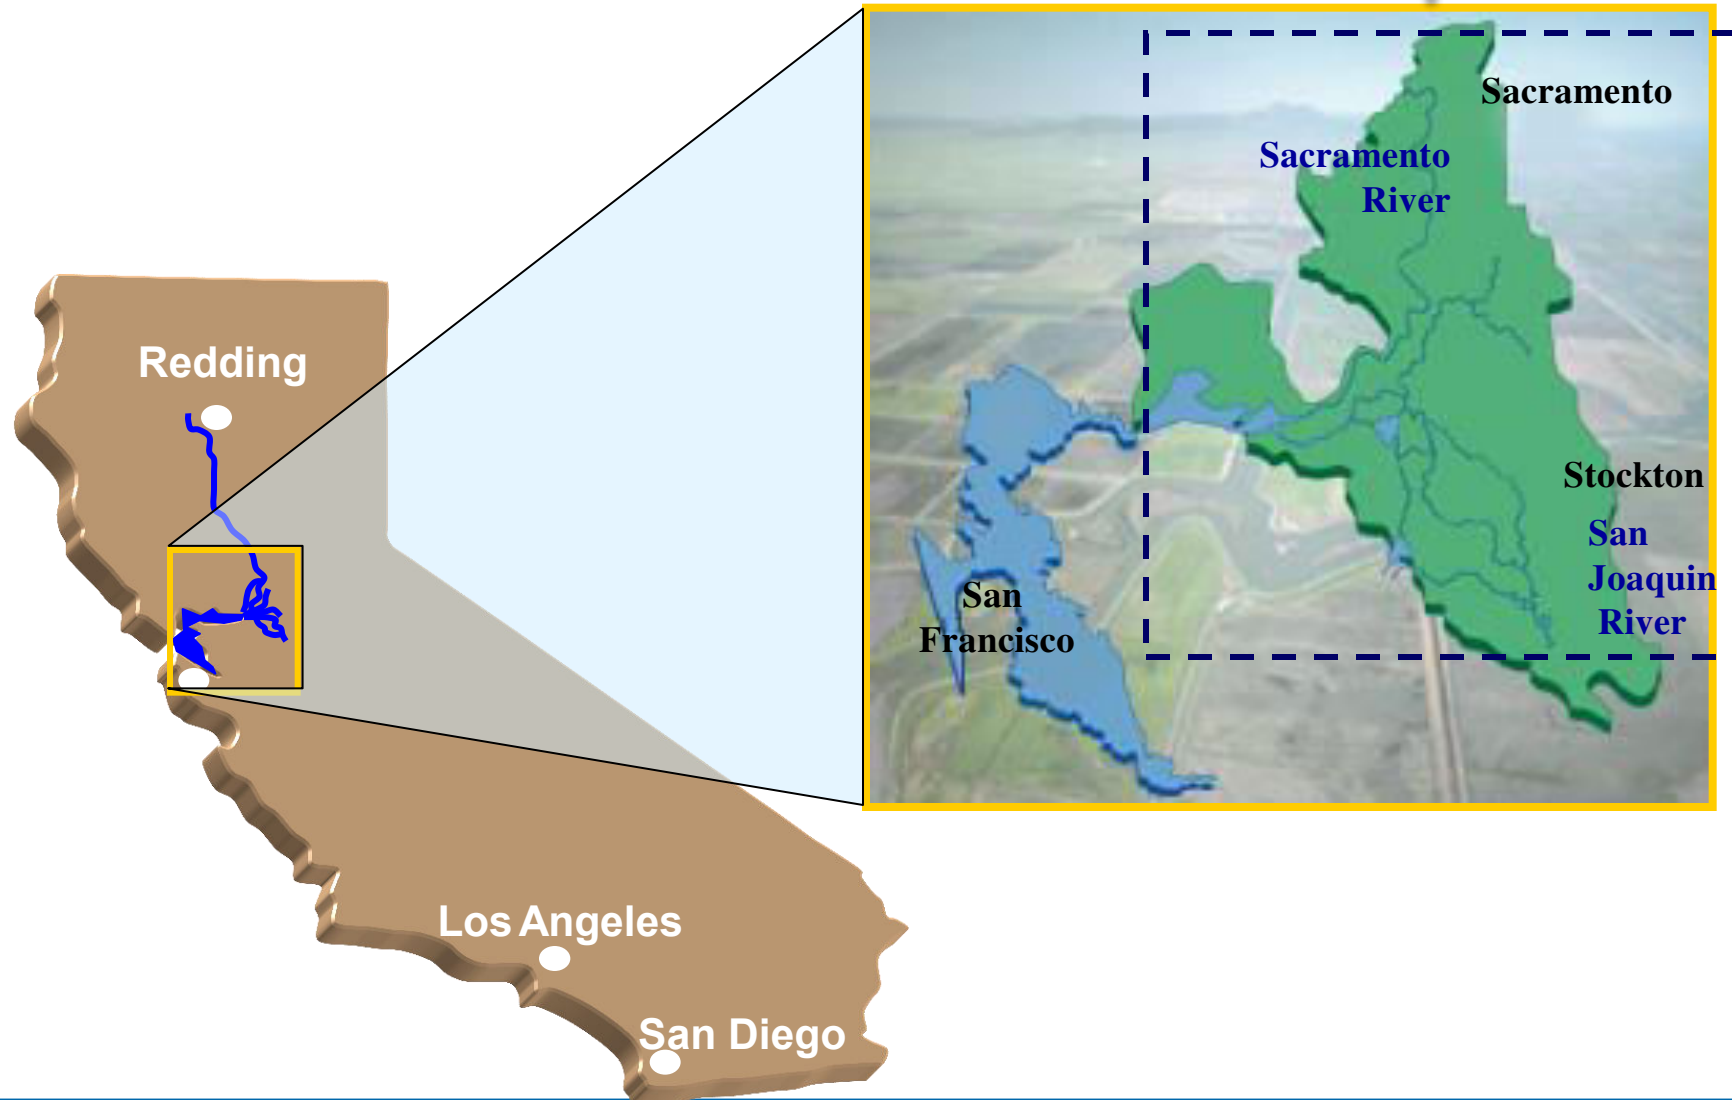 Sacramento
Sacramento
River
Redding
Stockton
San
Joaquin
River
San
Francisco
Los Angeles
San Diego